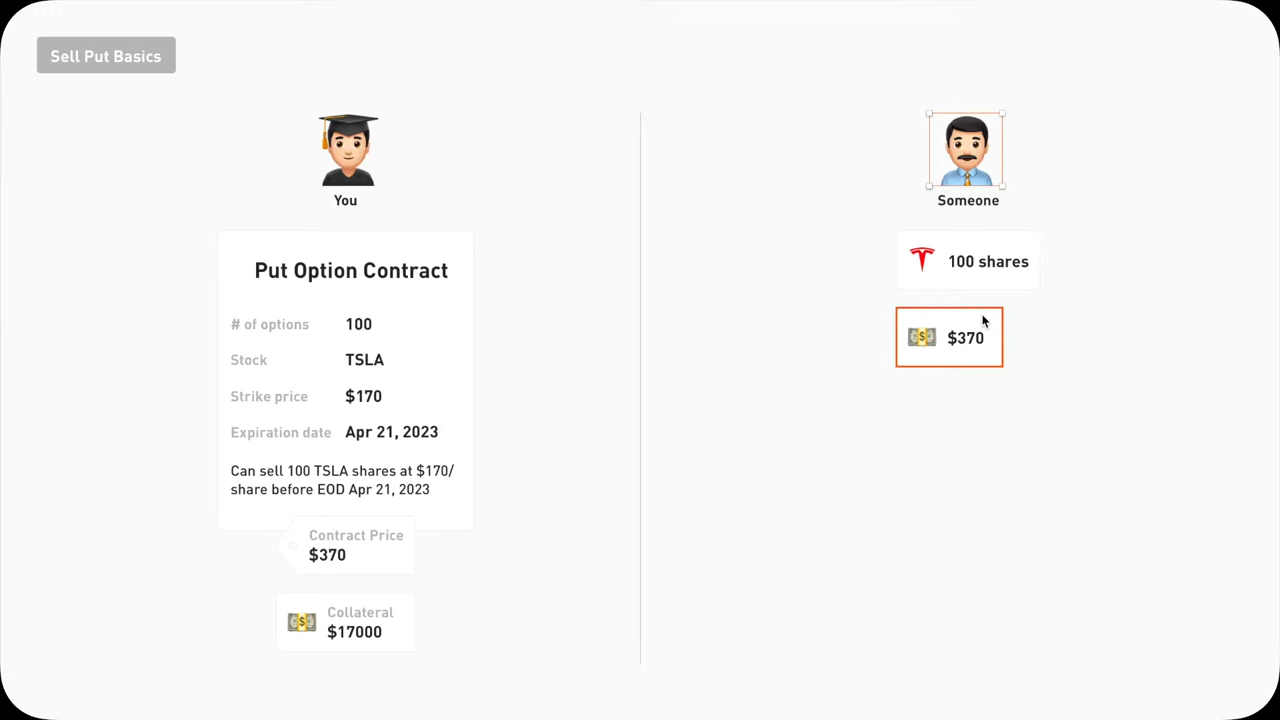 Sell Put Basics
You
Put Option Contract
# of options 100
Stock TSLA
Strike price $170
Expiration date Apr 21, 2023
Can sell 100 TSLA shares at $170/
share before EOD Apr 21, 2023
Contract Price
$370
Collateral
$17000
Someone
100 shares
$370